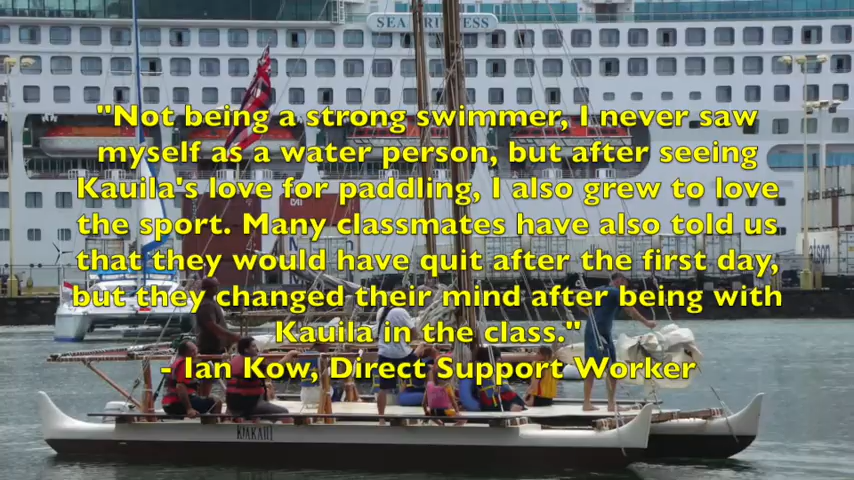 SEA PRINCESS
"Not being a strong swimmer, I never saw
myself as a water person, but after seeing
Kauila's love for paddling, I also grew to love
the sport. Many classmates have also told us
that they would have quit after the first day,
but they changed their mind after being with
Kauila in the class."
- Ian Kow, Direct Support Worker